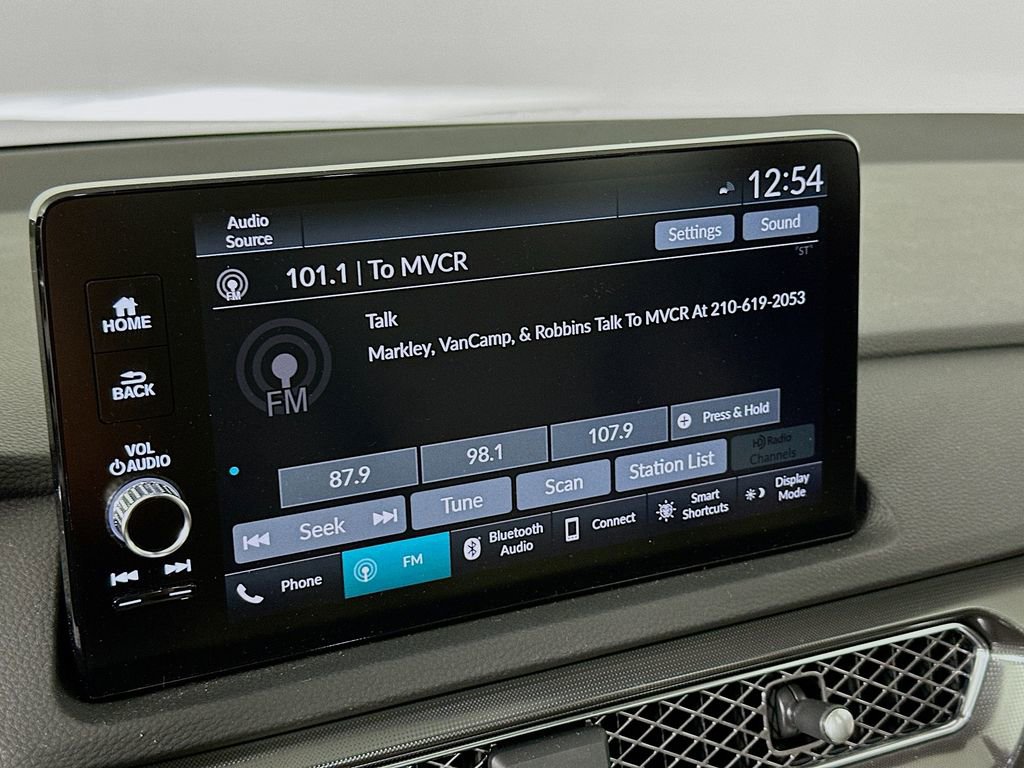 12:54
Audio
Source
Settings
Sound
FM
101.1 | To MVCR
"ST"
HOME
Talk
Markley, VanCamp, & Robbins Talk To MVCR At 210-619-2053
FM
BACK
VOL
AUDIO
87.9
98.1
107.9
Press & Hold
Seek
Tune
Scan
Station List
HD Radio
Channels
Phone
FM
Bluetooth
Audio
Connect
Smart
Shortcuts
Display
Mode